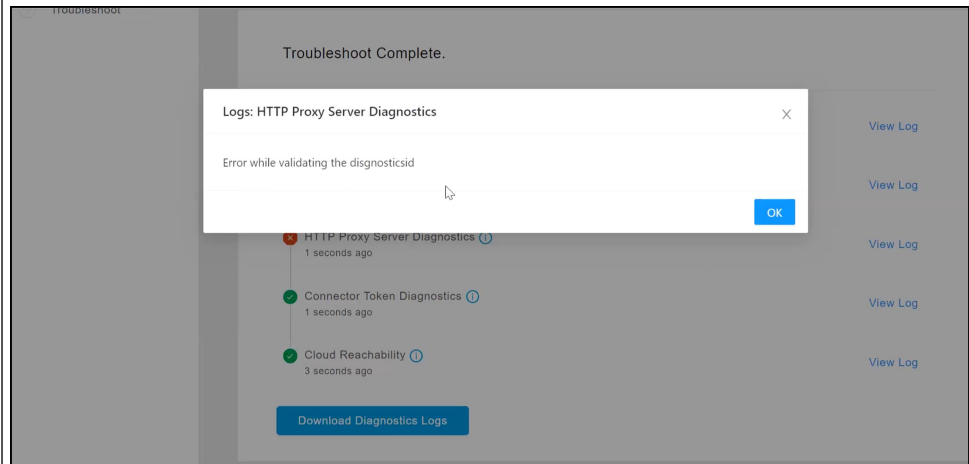 Troubleshoot
Troubleshoot Complete.
Logs: HTTP Proxy Server Diagnostics
View Log
Error while validating the disgnosticsid
View Log
OK
HTTP Proxy Server Diagnostics
1 seconds ago
View Log
Connector Token Diagnostics
1 seconds ago
View Log
Cloud Reachability
3 seconds ago
View Log
Download Diagnostics Logs